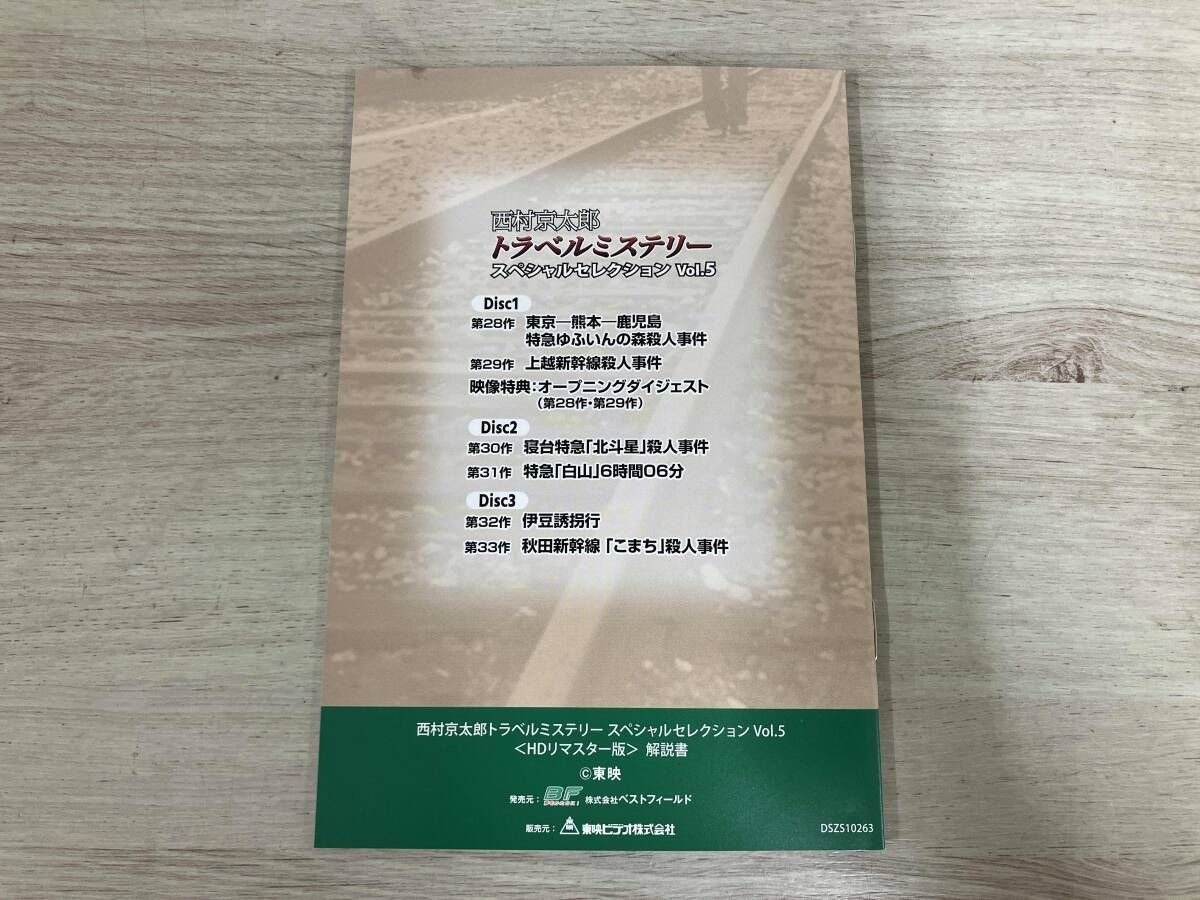 西村京太郎
トラベルミステリー
スペシャルセレクション Vol.5
Disc1
第28作 東京―熊本―鹿児島
特急ゆふいんの森殺人事件
第29作 上越新幹線殺人事件
映像特典:オープニングダイジェスト
(第28作・第29作)
Disc2
第30作 寝台特急「北斗星」殺人事件
第31作 特急「白山」6時間06分
Disc3
第32作 伊豆誘拐行
第33作 秋田新幹線「こまち」殺人事件
西村京太郎トラベルミステリー スペシャルセレクション Vol.5
<HDリマスター版> 解説書
©東映
発売元: BF 株式会社ベストフィールド
販売元: 東映ビデオ株式会社
DSZS10263